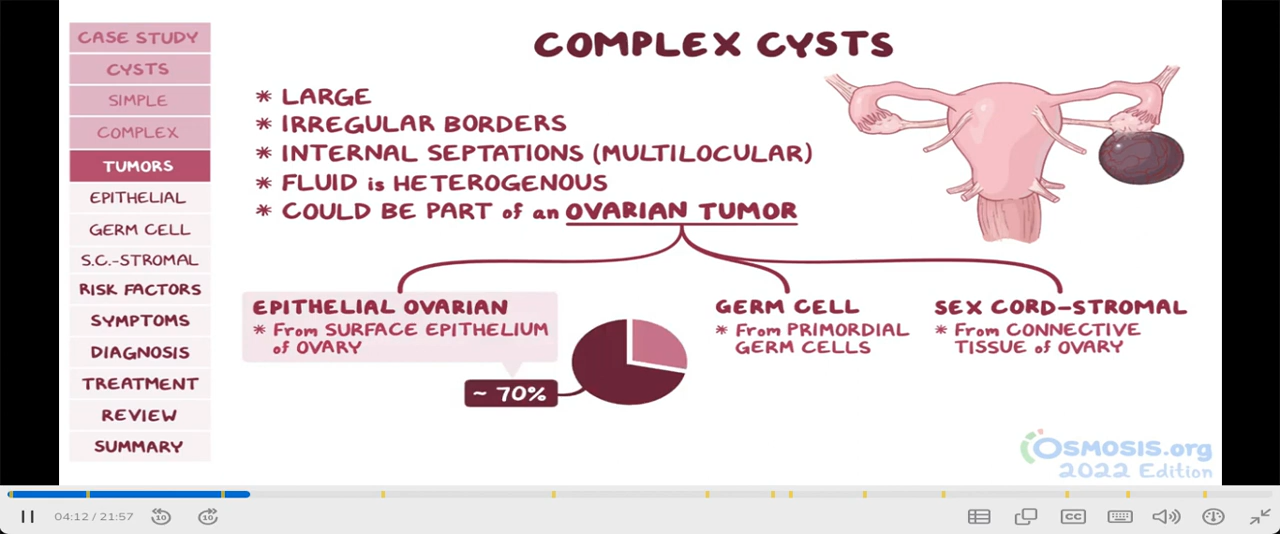 CASE STUDY
CYSTS
SIMPLE
COMPLEX
TUMORS
EPITHELIAL
GERM CELL
S.C.-STROMAL
RISK FACTORS
SYMPTOMS
DIAGNOSIS
TREATMENT
REVIEW
SUMMARY
COMPLEX CYSTS
* LARGE
* IRREGULAR BORDERS
* INTERNAL SEPTATIONS (MULTILOCULAR)
* FLUID is HETEROGENOUS
* COULD BE PART of an OVARIAN TUMOR
EPITHELIAL OVARIAN
* From SURFACE EPITHELIUM
of OVARY
~ 70%
GERM CELL
* From PRIMORDIAL
GERM CELLS
SEX CORD-STROMAL
* From CONNECTIVE
TISSUE of OVARY
OSMOSIS.org
2022 Edition
04:12 / 21:57
10
10
CC